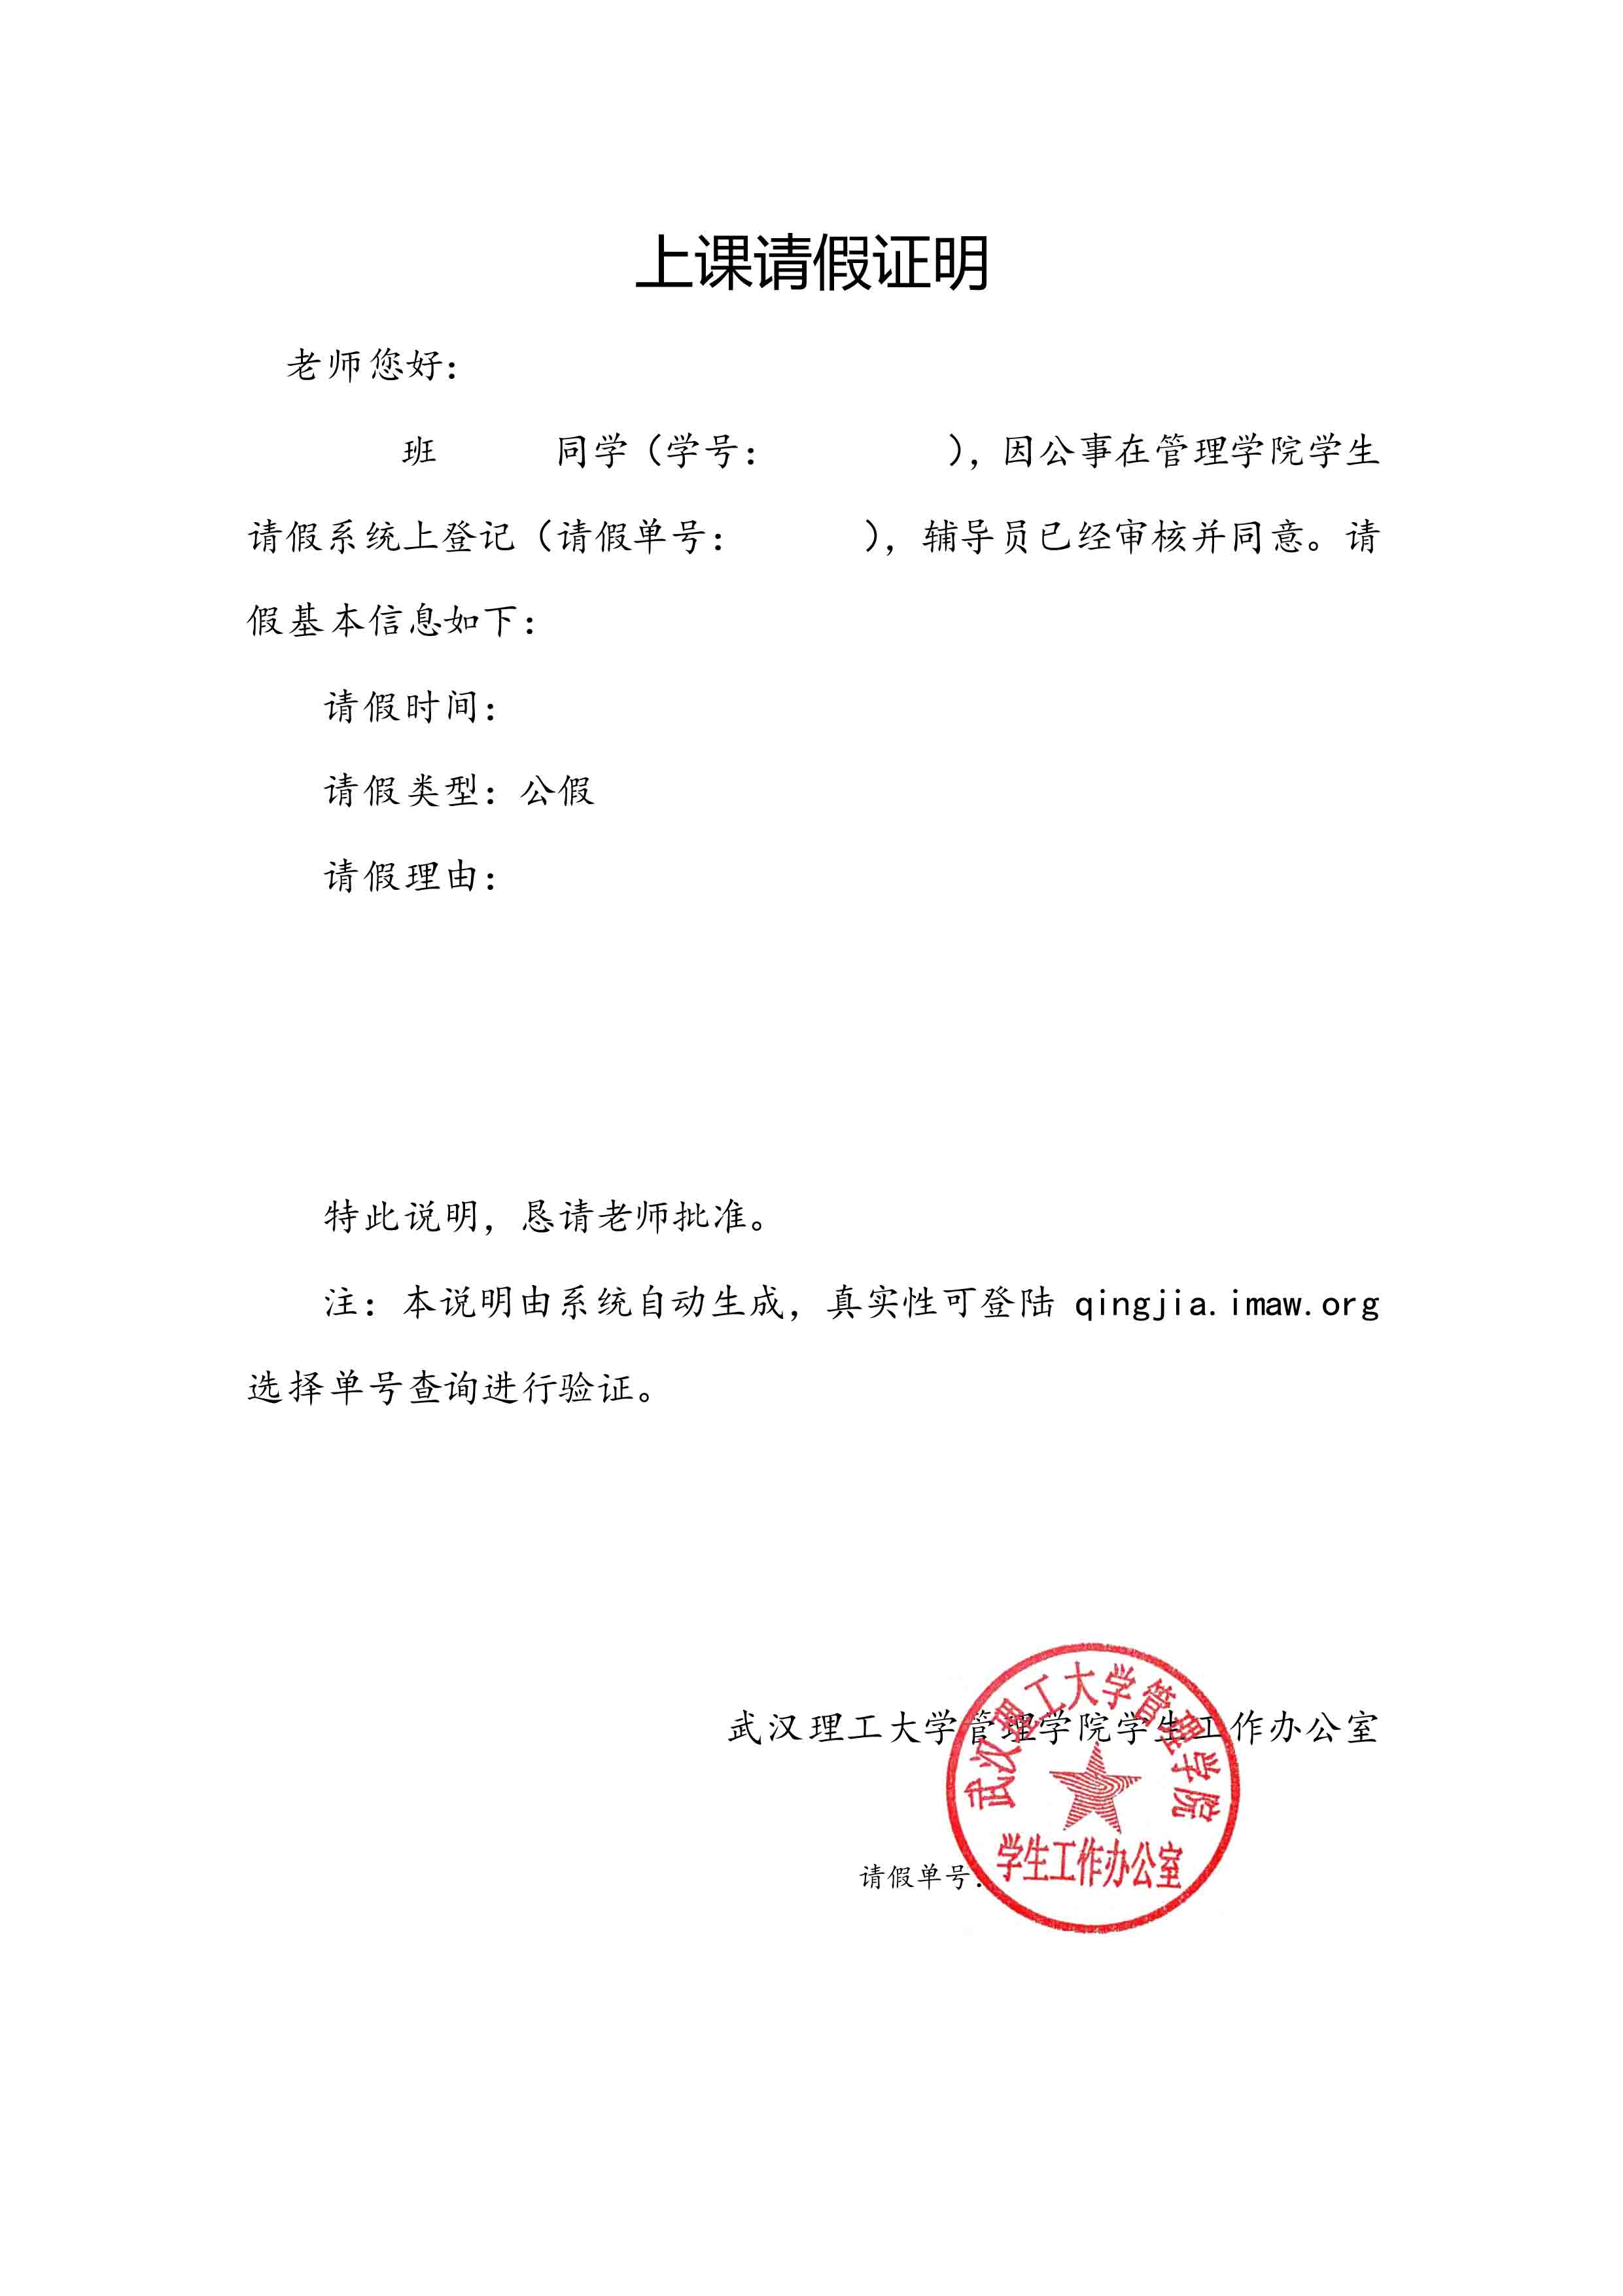 上课请假证明
老师您好：
班 同学（学号： ），因公事在管理学院学生
请假系统上登记（请假单号： ），辅导员已经审核并同意。请
假基本信息如下：
请假时间：
请假类型：公假
请假理由：
特此说明，恳请老师批准。
注：本说明由系统自动生成，真实性可登陆 qingjia.imaw.org
选择单号查询进行验证。
武汉理工大学管理学院学生工作办公室
武汉理工大学管理学院
学生工作办公室
请假单号：